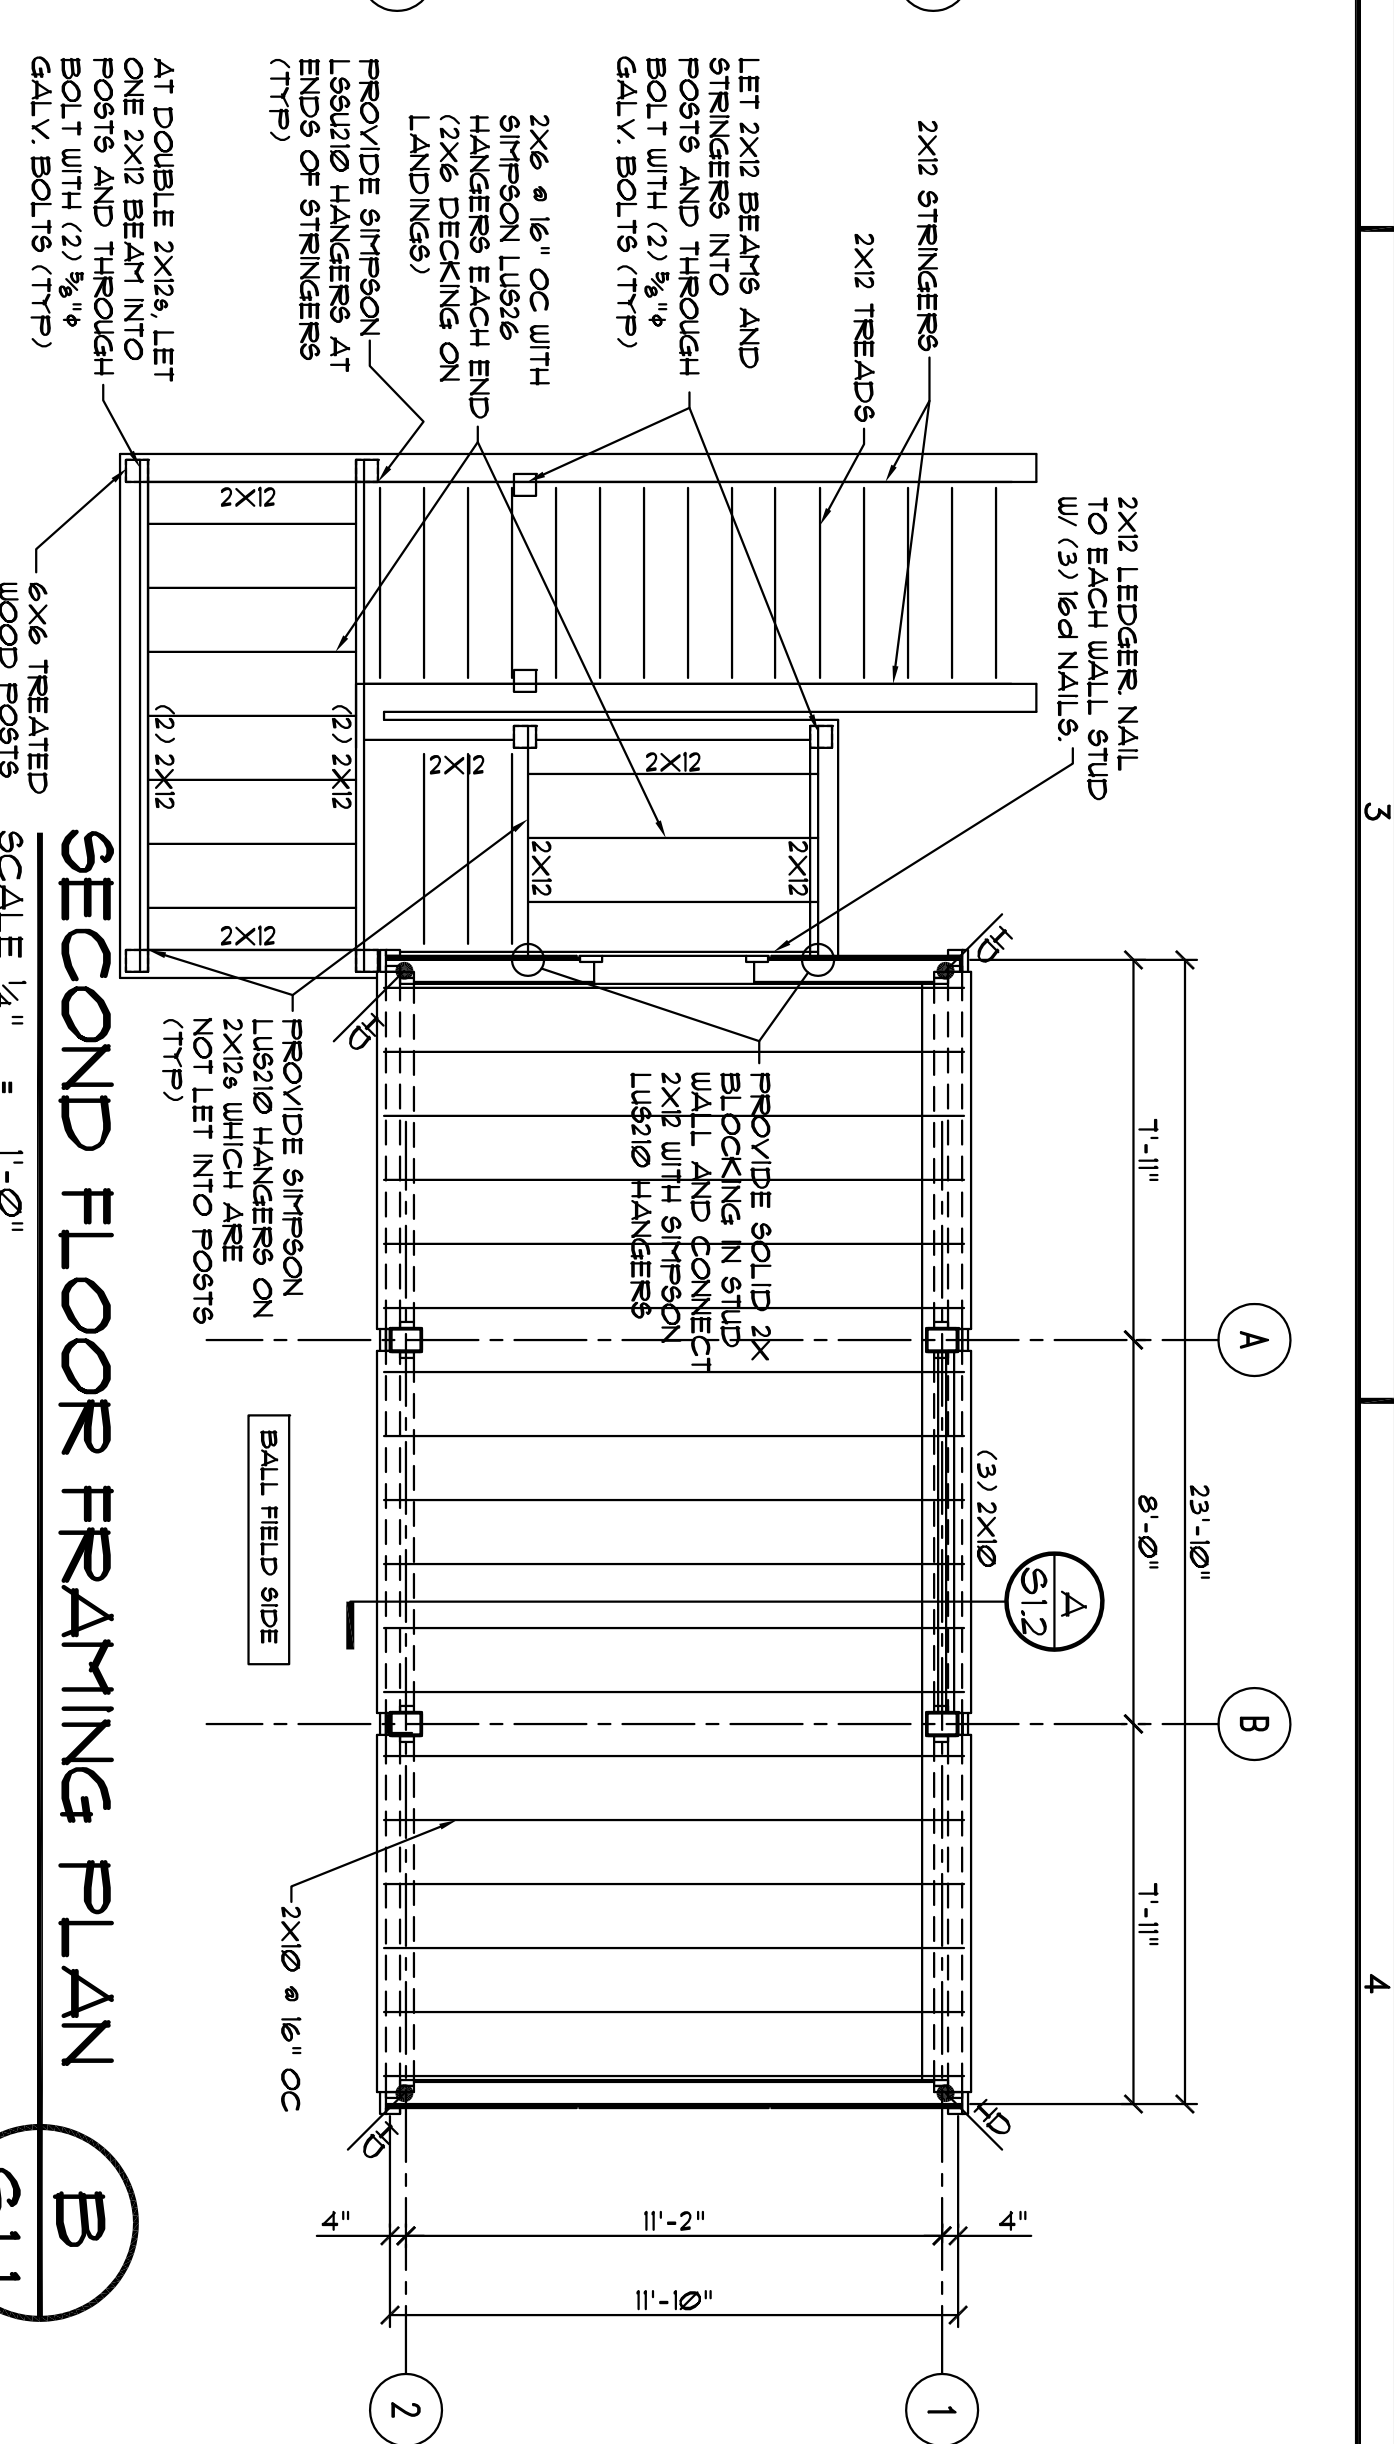 3
4
A
B
23'-10"
7'-11"
8'-0"
7'-11"
2X12 LEDGER. NAIL
TO EACH WALL STUD
W/ (3) 16d NAILS.
2X12 STRINGERS
2X12 TREADS
LET 2X12 BEAMS AND
STRINGERS INTO
POSTS AND THROUGH
BOLT WITH (2) ⅝"ϕ
GALV. BOLTS (TYP)
2X6 @ 16" OC WITH
SIMPSON LUS26
HANGERS EACH END
(2X6 DECKING ON
LANDINGS)
PROVIDE SIMPSON
LSSU210 HANGERS AT
ENDS OF STRINGERS
(TYP)
AT DOUBLE 2X12s, LET
ONE 2X12 BEAM INTO
POSTS AND THROUGH
BOLT WITH (2) ⅝"ϕ
GALV. BOLTS (TYP)
2X12
2X12
2X12
2X12
2X12
(2) 2X12
(2) 2X12
2X12
HD
HD
HD
HD
A
S1.2
(3) 2X10
PROVIDE SOLID 2X
BLOCKING IN STUD
WALL AND CONNECT
2X12 WITH SIMPSON
LUS210 HANGERS
PROVIDE SIMPSON
LUS210 HANGERS ON
2X12s WHICH ARE
NOT LET INTO POSTS
(TYP)
BALL FIELD SIDE
2X10 @ 16" OC
4"
11'-2"
4"
11'-10"
1
2
6X6 TREATED
WOOD POSTS
SECOND FLOOR FRAMING PLAN
SCALE ¼" = 1'-0"
B
S1.1